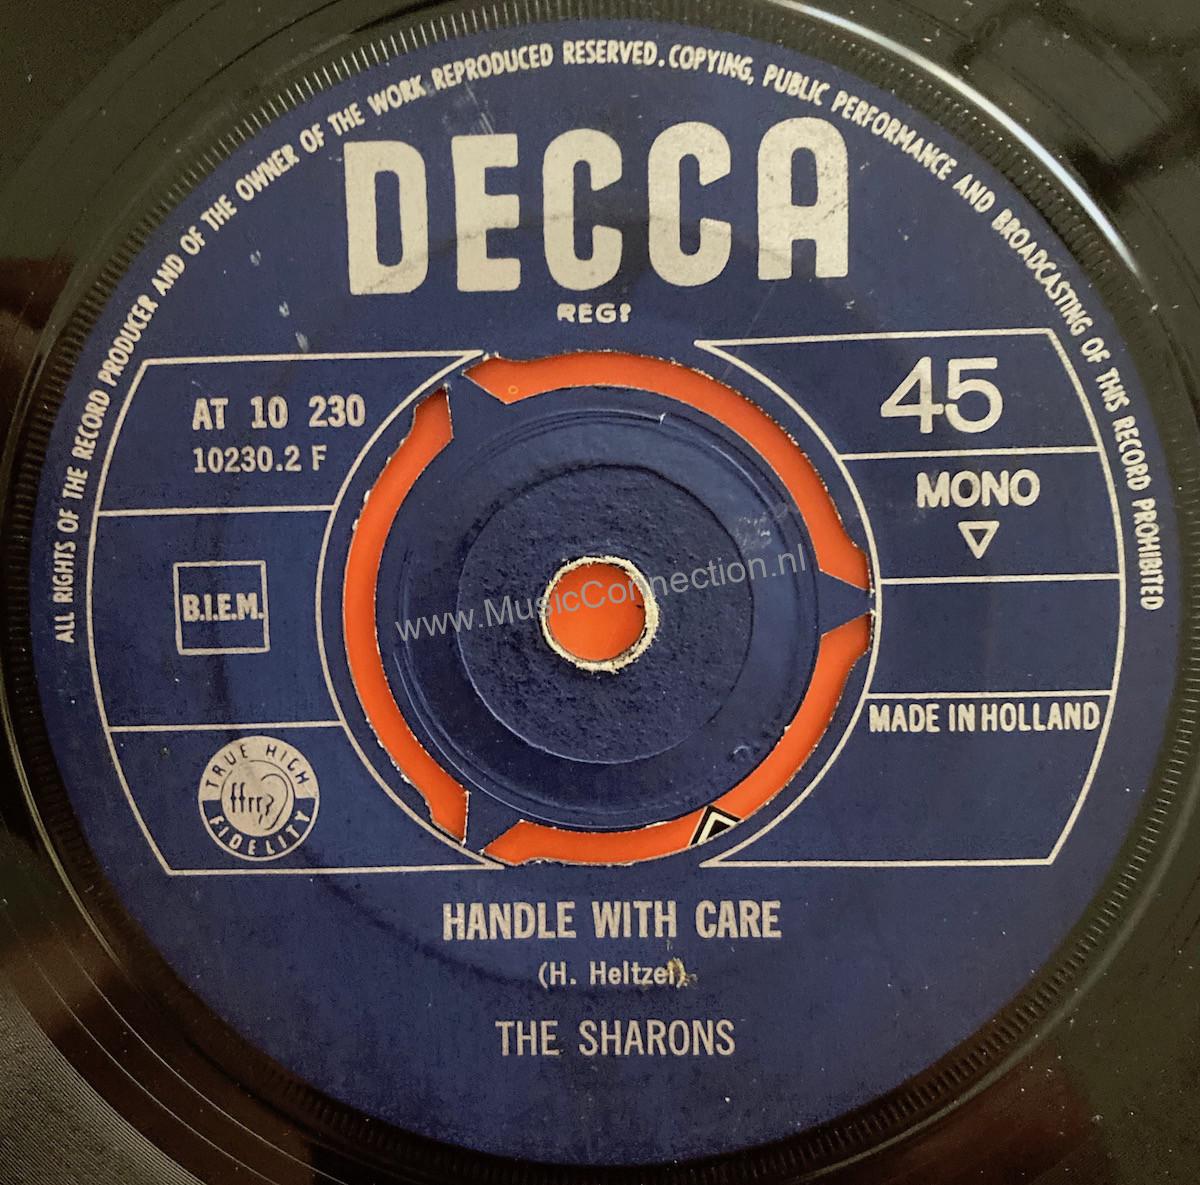 ALL RIGHTS OF THE RECORD PRODUCER AND OF THE OWNER OF THE WORK REPRODUCED RESERVED. COPYING, PUBLIC PERFORMANCE AND BROADCASTING OF THIS RECORD PROHIBITED
DECCA
REGD
AT 10 230
10230.2 F
45
MONO
B.I.E.M.
www.MusicConnection.nl
MADE IN HOLLAND
TRUE HIGH
ffrr
FIDELITY
HANDLE WITH CARE
(H. Heltzel)
THE SHARONS